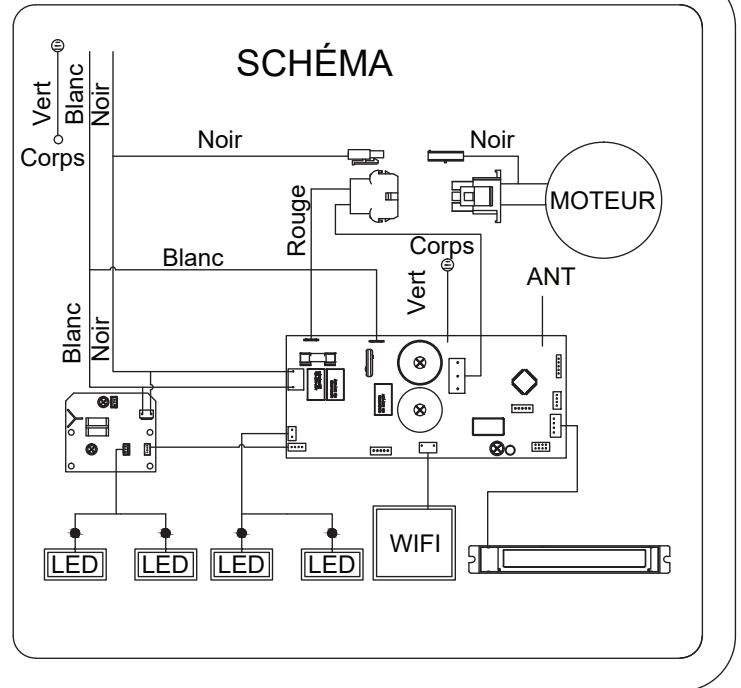 SCHÉMA
Vert
Blanc
Noir
Corps
Noir
Noir
MOTEUR
Rouge
Blanc
Corps
Vert
ANT
Blanc
Noir
LED
LED
LED
LED
WIFI